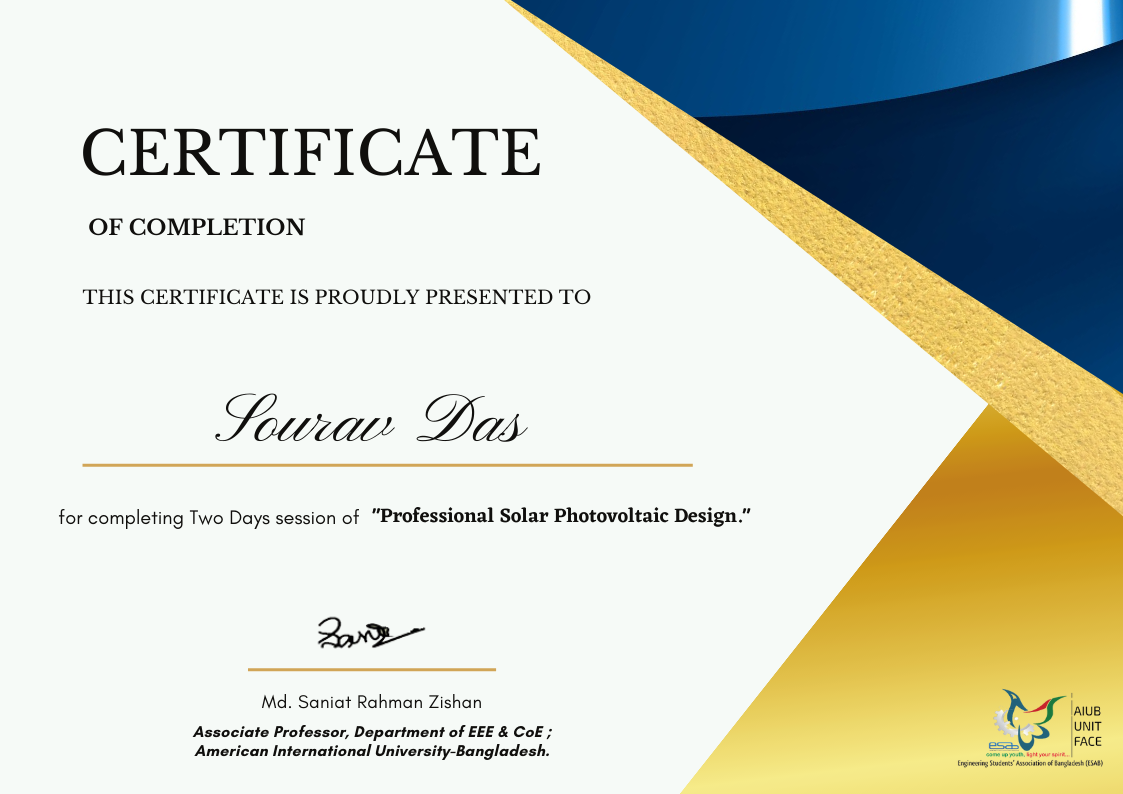 CERTIFICATE
OF COMPLETION
THIS CERTIFICATE IS PROUDLY PRESENTED TO
Sourav Das
for completing Two Days session of "Professional Solar Photovoltaic Design."
Md. Saniat Rahman Zishan
Associate Professor, Department of EEE & CoE ;
American International University-Bangladesh.
AIUB
UNIT
FACE
esab
come up youth, light your spirit...
Engineering Students' Association of Bangladesh (ESAB)